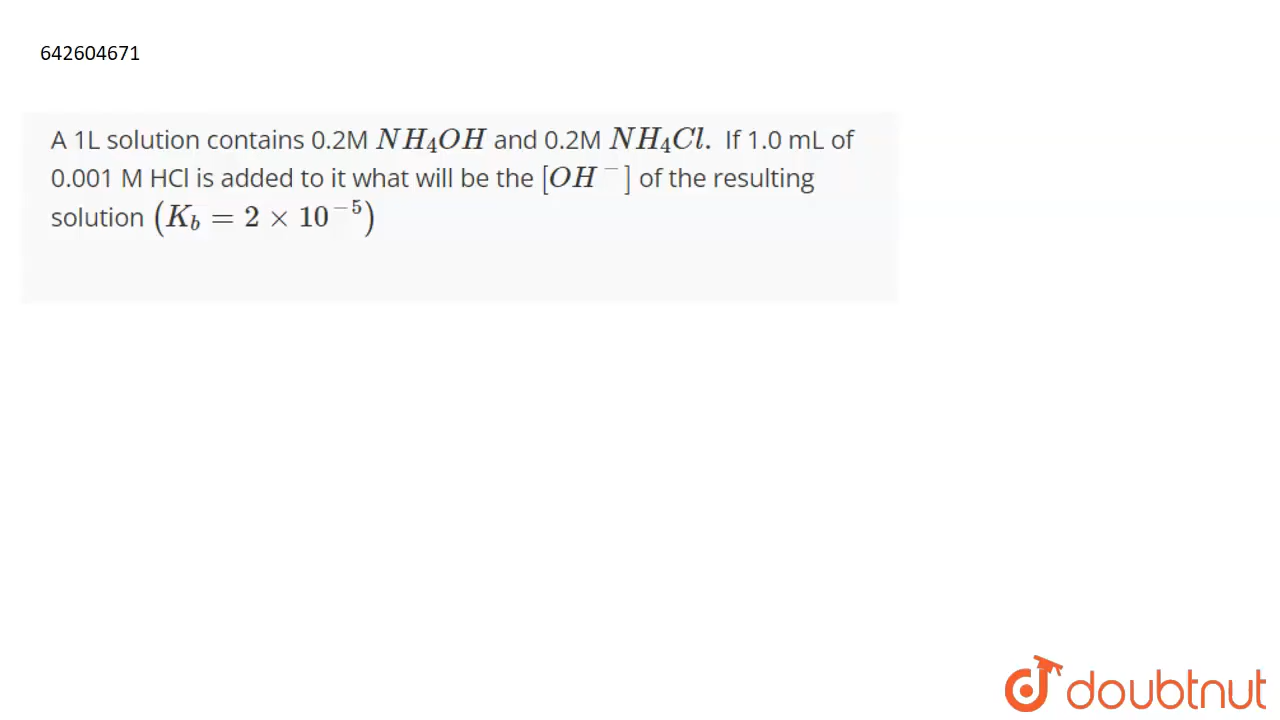 642604671
A 1L solution contains 0.2M NH₄OH and 0.2M NH₄Cl. If 1.0 mL of
0.001 M HCl is added to it what will be the [OH⁻] of the resulting
solution (K_b = 2 × 10⁻⁵)
doubtnut